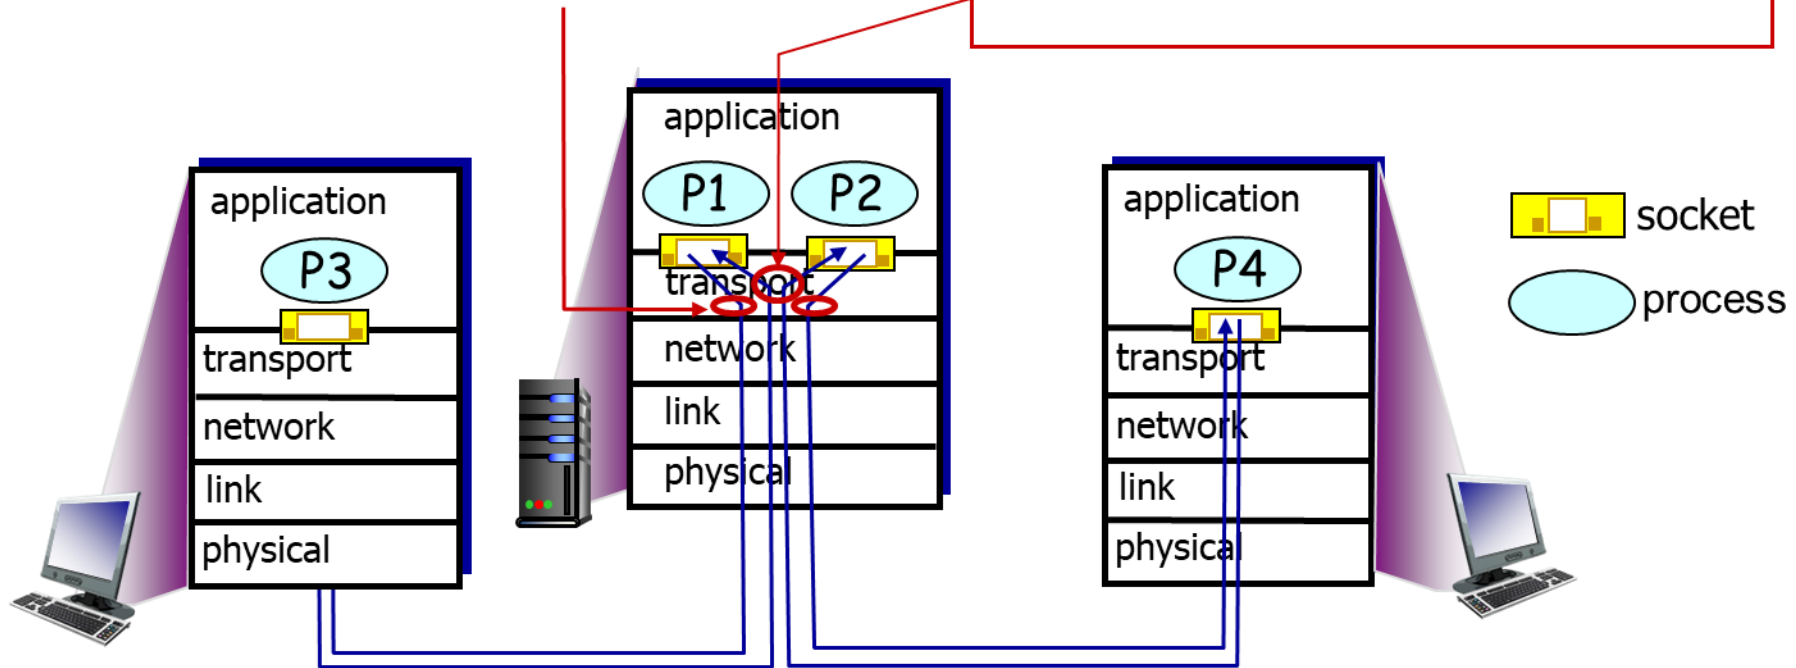 application
P3
transport
network
link
physical
application
P1
P2
transport
network
link
physical
application
P4
transport
network
link
physical
socket
process